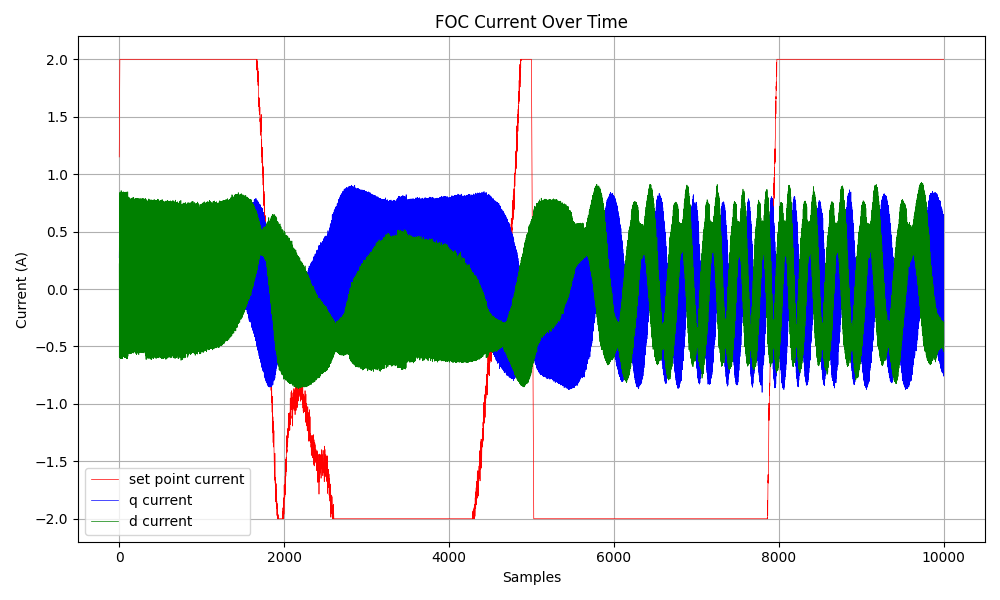 FOC Current Over Time
Current (A)
2.0
1.5
1.0
0.5
0.0
−0.5
−1.0
−1.5
−2.0
set point current
q current
d current
0 2000 4000 6000 8000 10000
Samples